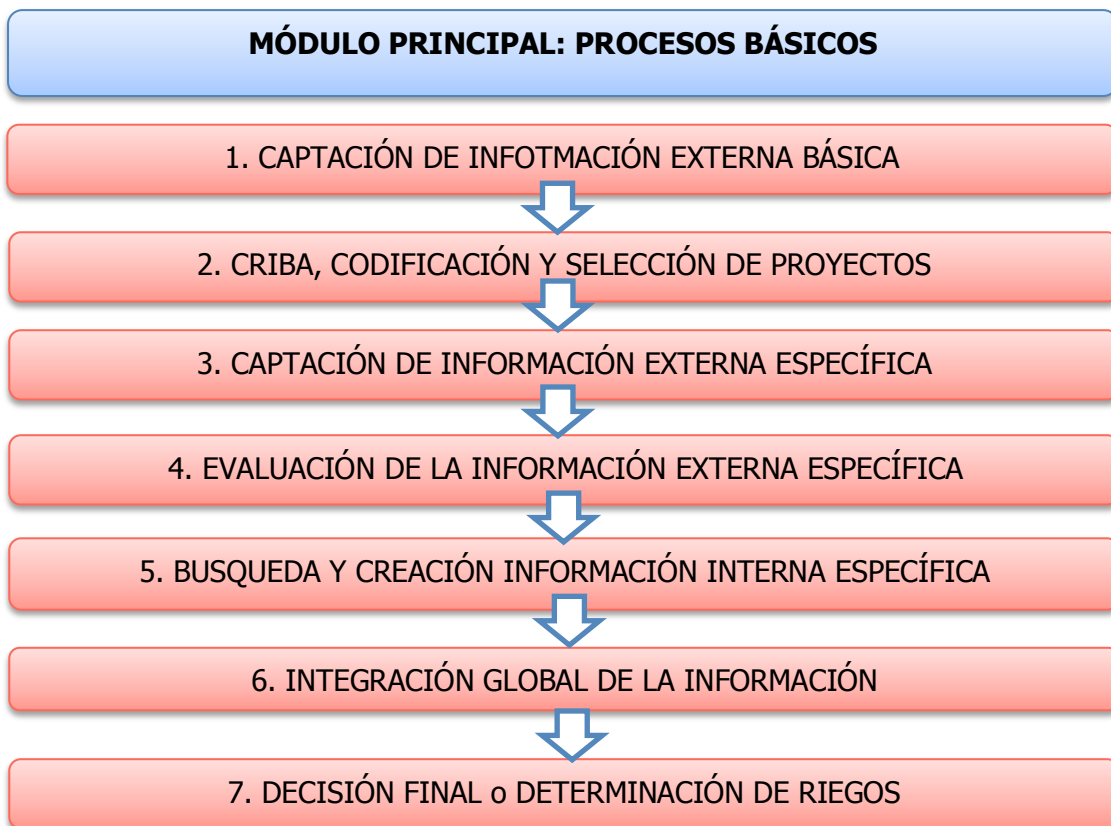 MÓDULO PRINCIPAL: PROCESOS BÁSICOS
1. CAPTACIÓN DE INFOTMACIÓN EXTERNA BÁSICA
2. CRIBA, CODIFICACIÓN Y SELECCIÓN DE PROYECTOS
3. CAPTACIÓN DE INFORMACIÓN EXTERNA ESPECÍFICA
4. EVALUACIÓN DE LA INFORMACIÓN EXTERNA ESPECÍFICA
5. BUSQUEDA Y CREACIÓN INFORMACIÓN INTERNA ESPECÍFICA
6. INTEGRACIÓN GLOBAL DE LA INFORMACIÓN
7. DECISIÓN FINAL o DETERMINACIÓN DE RIEGOS